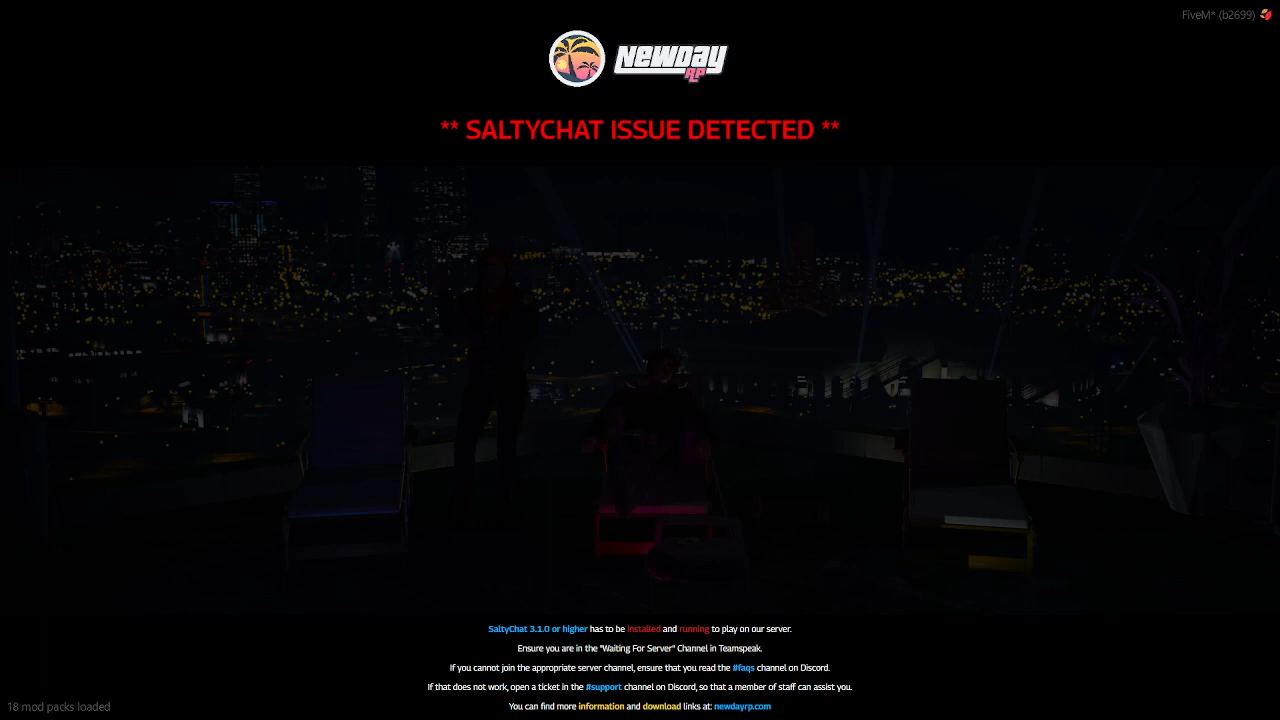 FiveM* (b2699)
NEWDAY
RP
** SALTYCHAT ISSUE DETECTED **
SaltyChat 3.1.0 or higher has to be installed and running to play on our server.
Ensure you are in the "Waiting For Server" Channel in Teamspeak.
If you cannot join the appropriate server channel, ensure that you read the #faqs channel on Discord.
If that does not work, open a ticket in the #support channel on Discord, so that a member of staff can assist you.
You can find more information and download links at: newdayrp.com
18 mod packs loaded